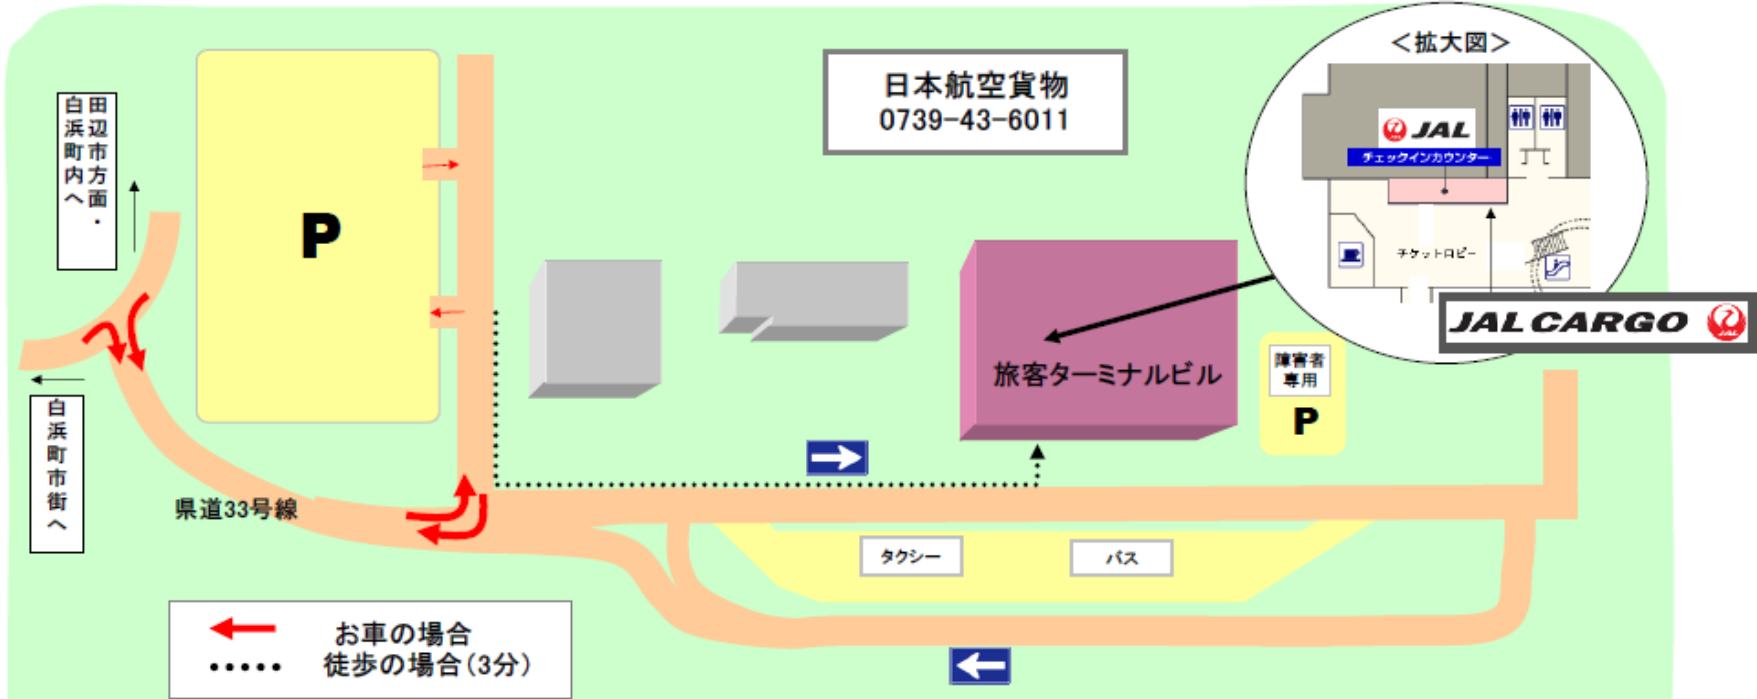 田辺市方面・
白浜町内へ
P
日本航空貨物
0739-43-6011
＜拡大図＞
JAL
チェックインカウンター
チケットロビー
JAL CARGO
JAL
旅客ターミナルビル
障害者
専用
P
白浜町市街へ
県道33号線
タクシー
バス
お車の場合
徒歩の場合(3分)